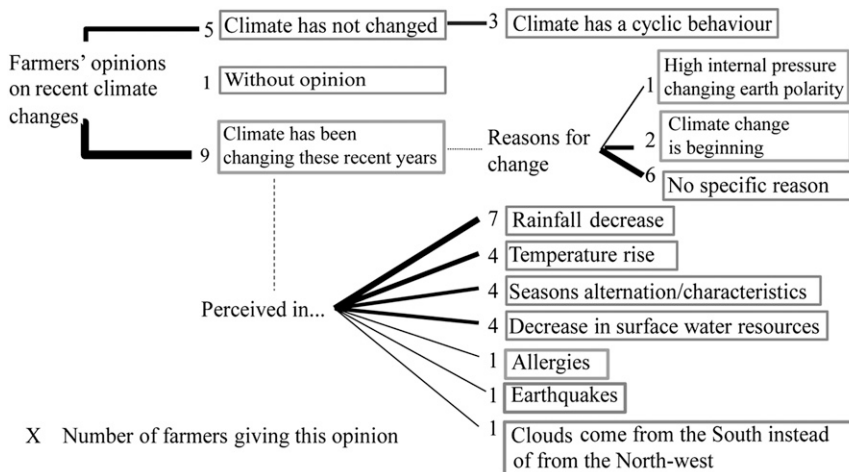 5 Climate has not changed
3 Climate has a cyclic behaviour
Farmers' opinions
on recent climate
changes
1 Without opinion
9 Climate has been
changing these recent years
Reasons for
change
1 High internal pressure
changing earth polarity
2 Climate change
is beginning
6 No specific reason
Perceived in...
7 Rainfall decrease
4 Temperature rise
4 Seasons alternation/characteristics
4 Decrease in surface water resources
1 Allergies
1 Earthquakes
1 Clouds come from the South instead
of from the North-west
X Number of farmers giving this opinion